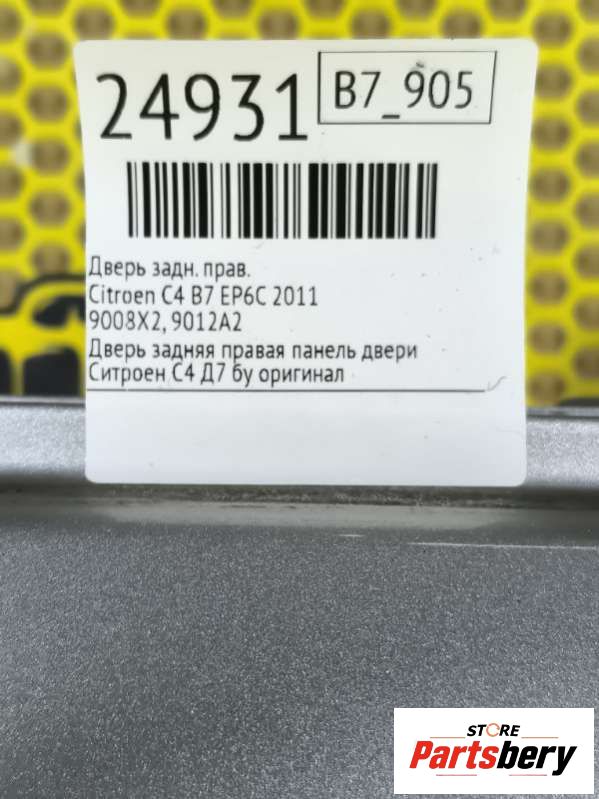 24931
B7_905
Дверь задн. прав.
Citroen C4 B7 EP6C 2011
9008X2, 9012A2
Дверь задняя правая панель двери
Ситроен С4 Д7 бу оригинал
STORE
Partsbery